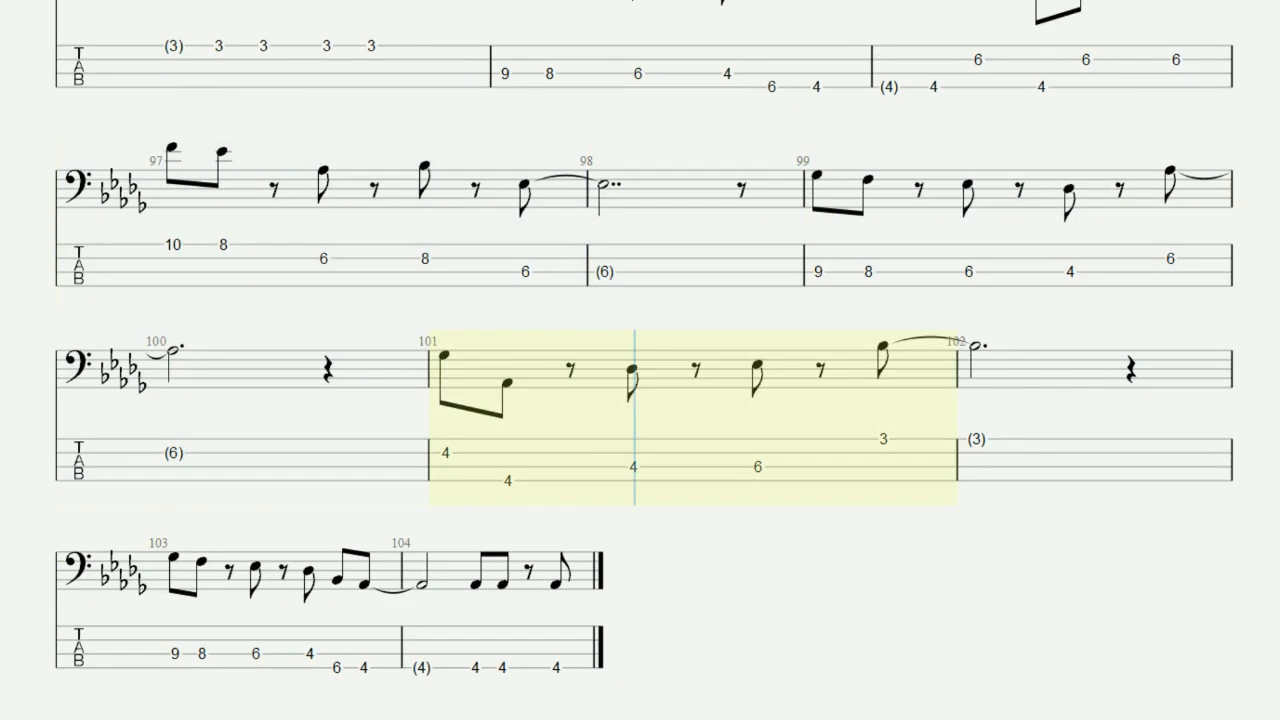 (3) 3 3 3 3
6 6 6
9 8 6 4
T A B
6 4 (4) 4 4
97 98 99
10 8
6 8 6
6 (6) 9 8 6 4
T A B
100 101 102
3 (3)
(6) 4
4 6
T A B
4
103 104
9 8 6 4
T A B
6 4 (4) 4 4 4